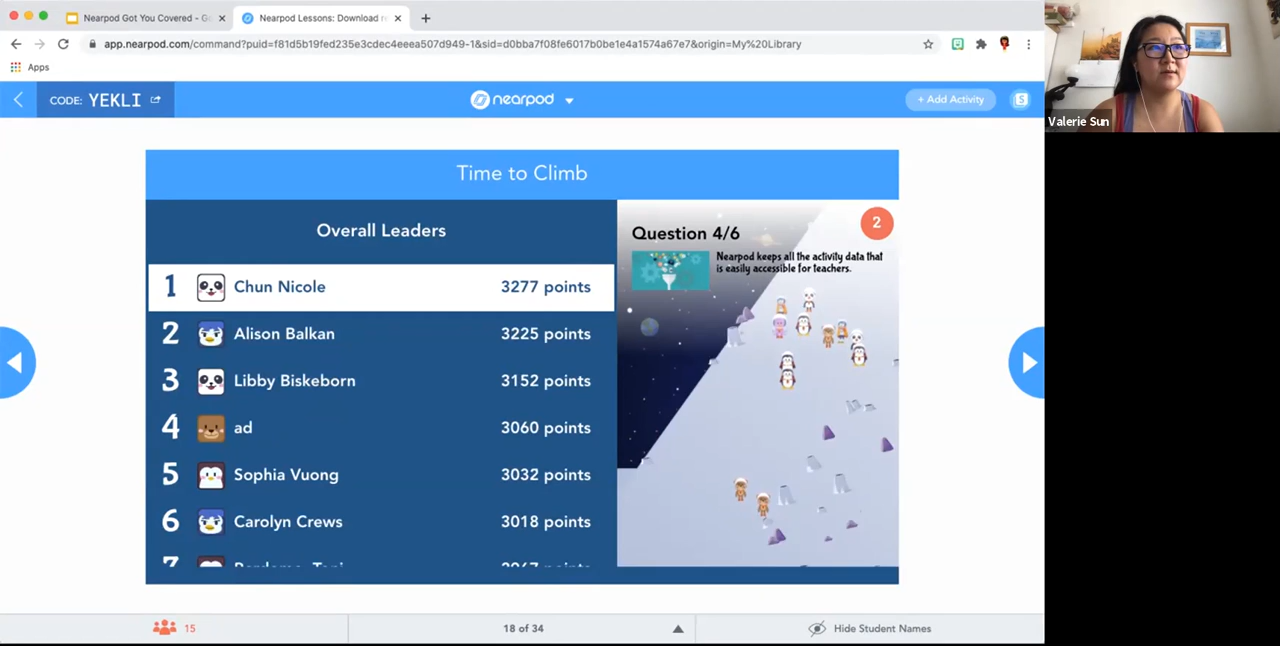 Nearpod Got You Covered - G
Nearpod Lessons: Download r
app.nearpod.com/command?puid=f81d5b19fed235e3cdec4eeea507d949-1&sid=d0bba7f08fe6017b0be1e4a1574a67e7&origin=My%20Library
Apps
CODE: YEKLI
nearpod
+ Add Activity
S
Valerie Sun
Time to Climb
Overall Leaders
1 Chun Nicole 3277 points
2 Alison Balkan 3225 points
3 Libby Biskeborn 3152 points
4 ad 3060 points
5 Sophia Vuong 3032 points
6 Carolyn Crews 3018 points
Question 4/6
2
Nearpod keeps all the activity data that
is easily accessible for teachers.
15
18 of 34
Hide Student Names